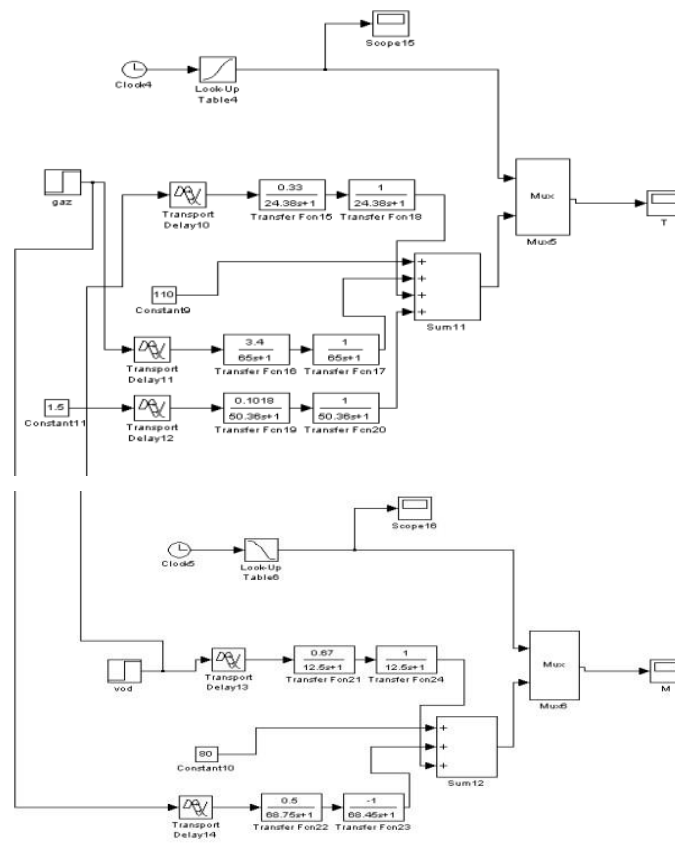 Scope15
Clock4
Look-Up
Table4
gaz
Transport
Delay10
0.33
24.38s+1
Transfer Fcn15
1
24.38s+1
Transfer Fcn18
Mux
Mux5
T
110
Constant9
+
+
+
+
Sum11
Transport
Delay11
3.4
65s+1
Transfer Fcn16
1
65s+1
Transfer Fcn17
1.5
Constant11
Transport
Delay12
0.1018
50.36s+1
Transfer Fcn19
1
50.36s+1
Transfer Fcn20
Scope16
Clock5
Look-Up
Table6
vod
Transport
Delay13
0.67
12.5s+1
Transfer Fcn21
1
12.5s+1
Transfer Fcn24
Mux
Mux6
M
80
Constant10
+
+
+
Sum12
Transport
Delay14
0.5
68.75s+1
Transfer Fcn22
-1
68.45s+1
Transfer Fcn23